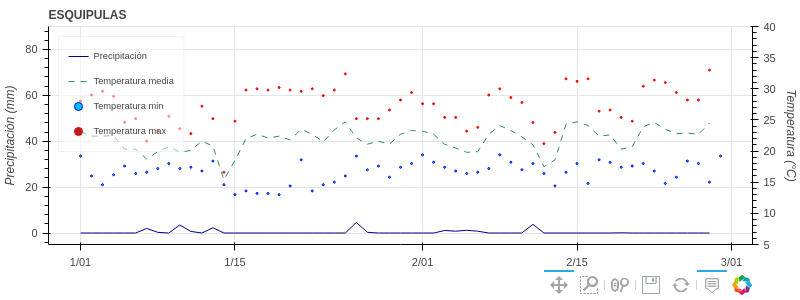 ESQUIPULAS
Precipitación (mm)
80
60
40
20
0
Precipitación
Temperatura media
Temperatura min
Temperatura max
40
35
30
25
20
15
10
5
Temperatura (°C)
1/01
1/15
2/01
2/15
3/01